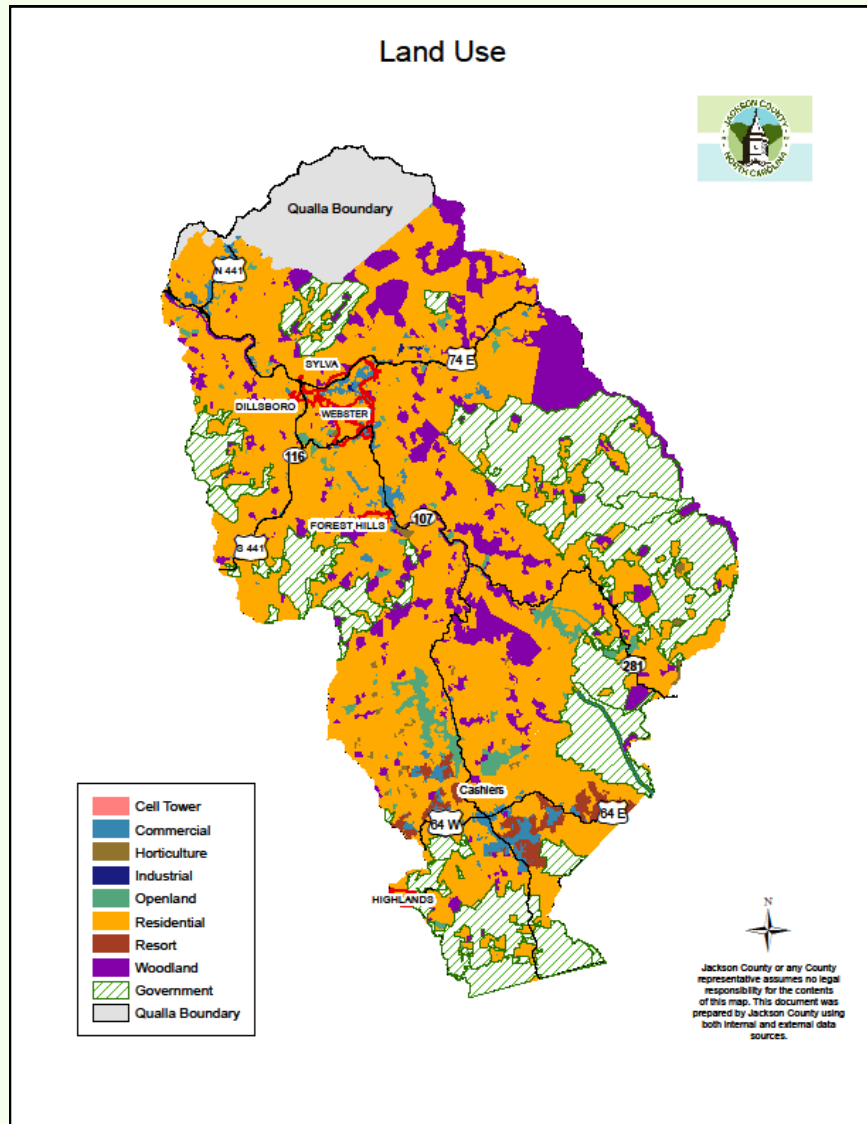 Land Use
JACKSON COUNTY
NORTH CAROLINA
Qualla Boundary
N 441
SYLVA
74 E
DILLSBORO
WEBSTER
116
FOREST HILLS
107
S 441
281
Cashiers
64 W
64 E
HIGHLANDS
Cell Tower
Commercial
Horticulture
Industrial
Openland
Residential
Resort
Woodland
Government
Qualla Boundary
N
Jackson County or any County
representative assumes no legal
responsibility for the contents
of this map. This document was
prepared by Jackson County using
both internal and external data
sources.